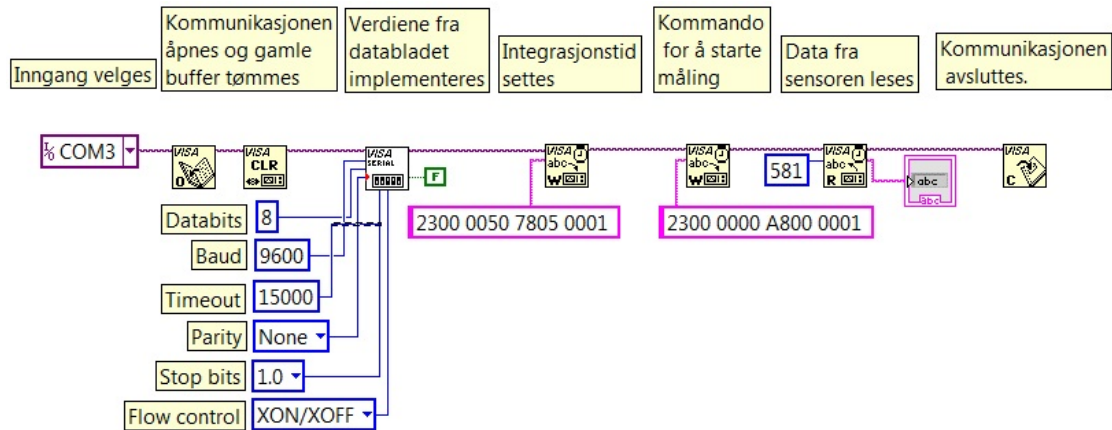 Inngang velges
Kommunikasjonen
åpnes og gamle
buffer tømmes
Verdiene fra
databladet
implementeres
Integrasjonstid
settes
Kommando
for å starte
måling
Data fra
sensoren leses
Kommunikasjonen
avsluttes.
I/O COM3
VISA
O
VISA
CLR
VISA
SERIAL
F
VISA
abc
W
VISA
abc
W
581
VISA
abc
R
abc
abc
VISA
C
2300 0050 7805 0001
2300 0000 A800 0001
Databits 8
Baud 9600
Timeout 15000
Parity None
Stop bits 1.0
Flow control XON/XOFF